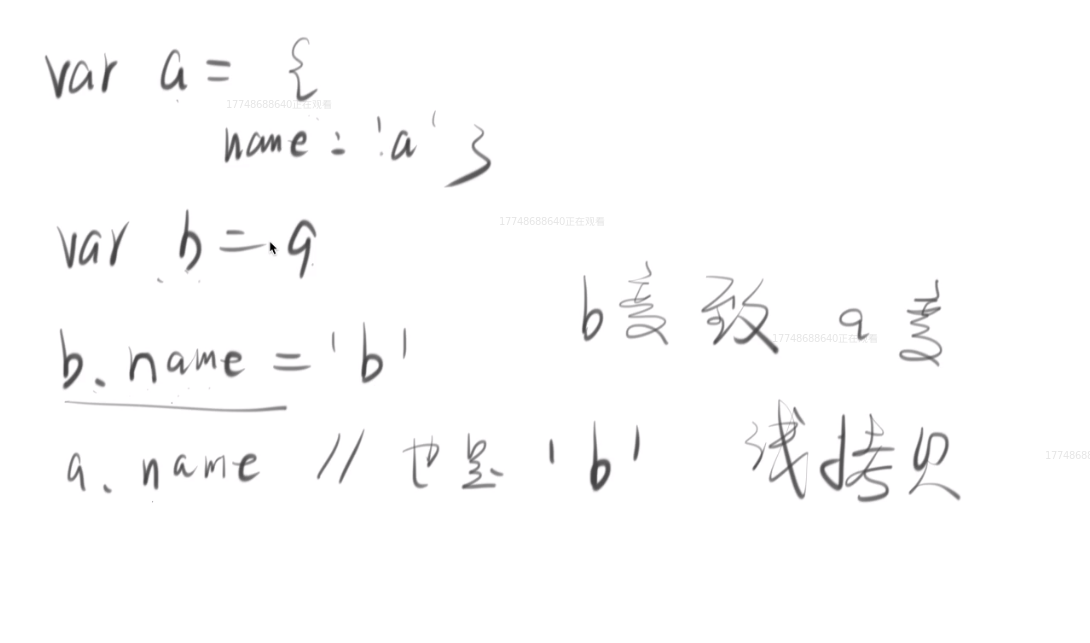 var a = {
17748688640正在观看
name : 'a' }
17748688640正在观看
var b = a
b变致 a变
17748688640正在观看
b.name = 'b'
a.name // 也是 'b' 浅拷贝
1774868